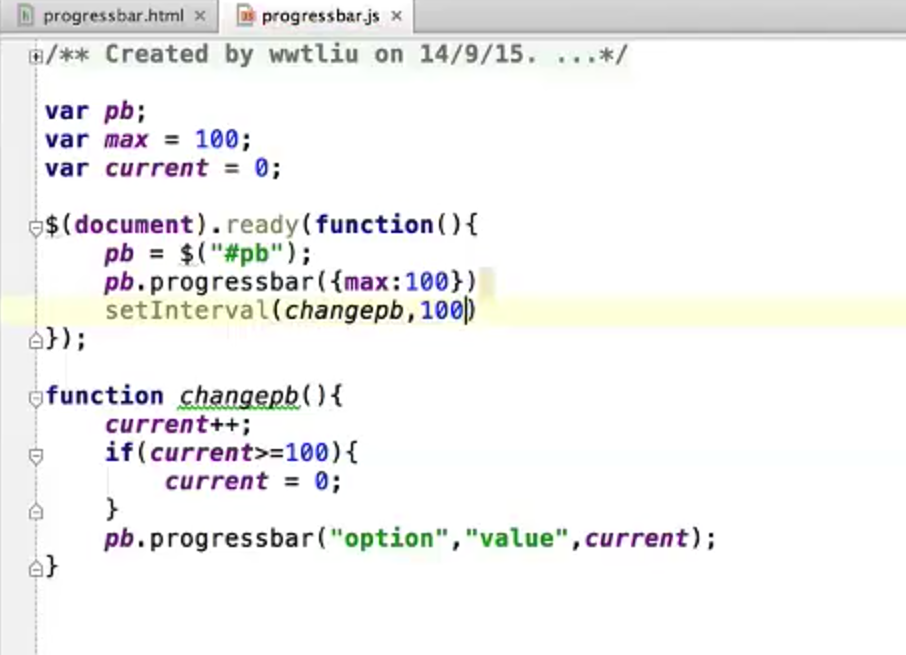 progressbar.html × progressbar.js ×
/** Created by wwtliu on 14/9/15. ...*/
var pb;
var max = 100;
var current = 0;
$(document).ready(function(){
    pb = $("#pb");
    pb.progressbar({max:100})
    setInterval(changepb,100)
});
function changepb(){
    current++;
    if(current>=100){
        current = 0;
    }
    pb.progressbar("option","value",current);
}